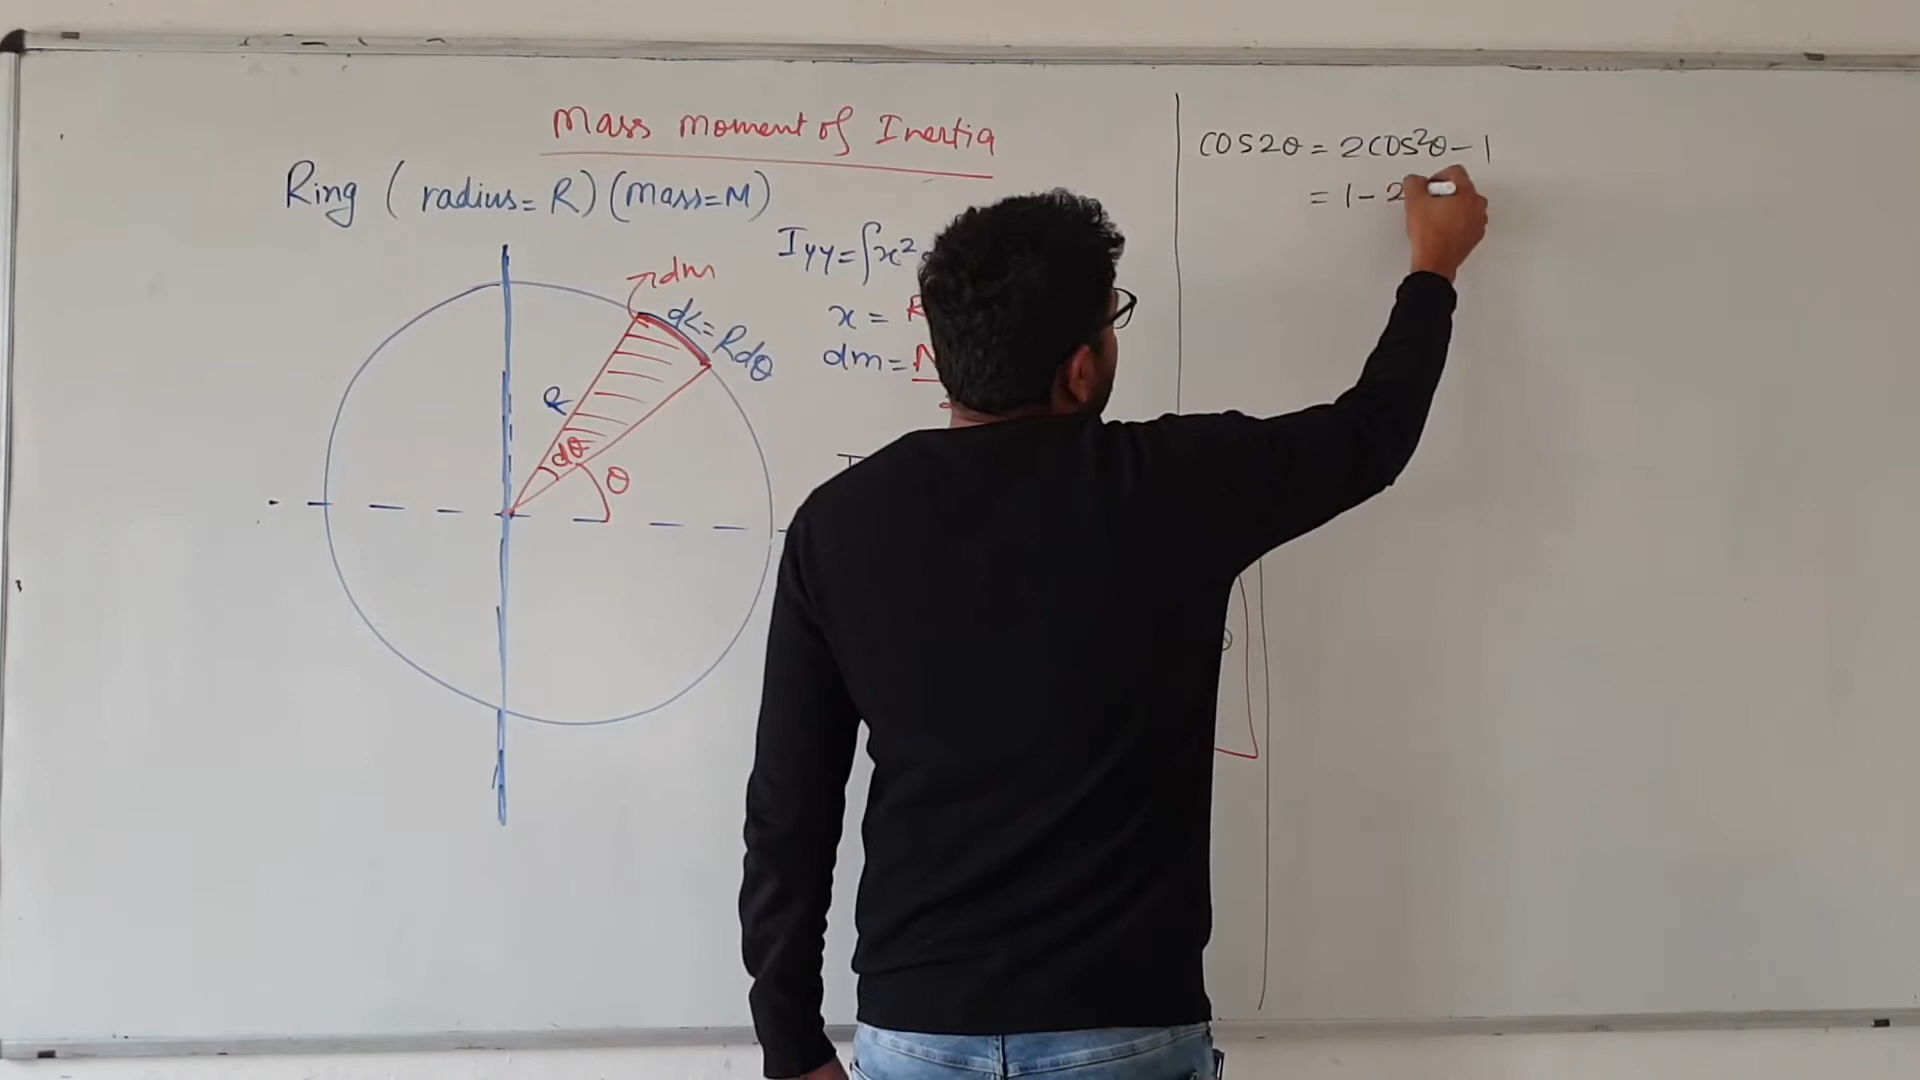 Mass Moment of Inertia
Ring (radius = R) (Mass = M)
Iyy = ∫x²
x = R
dm =
dm
dL = Rdθ
R
dθ
θ
cos2θ = 2cos²θ - 1
= 1 - 2